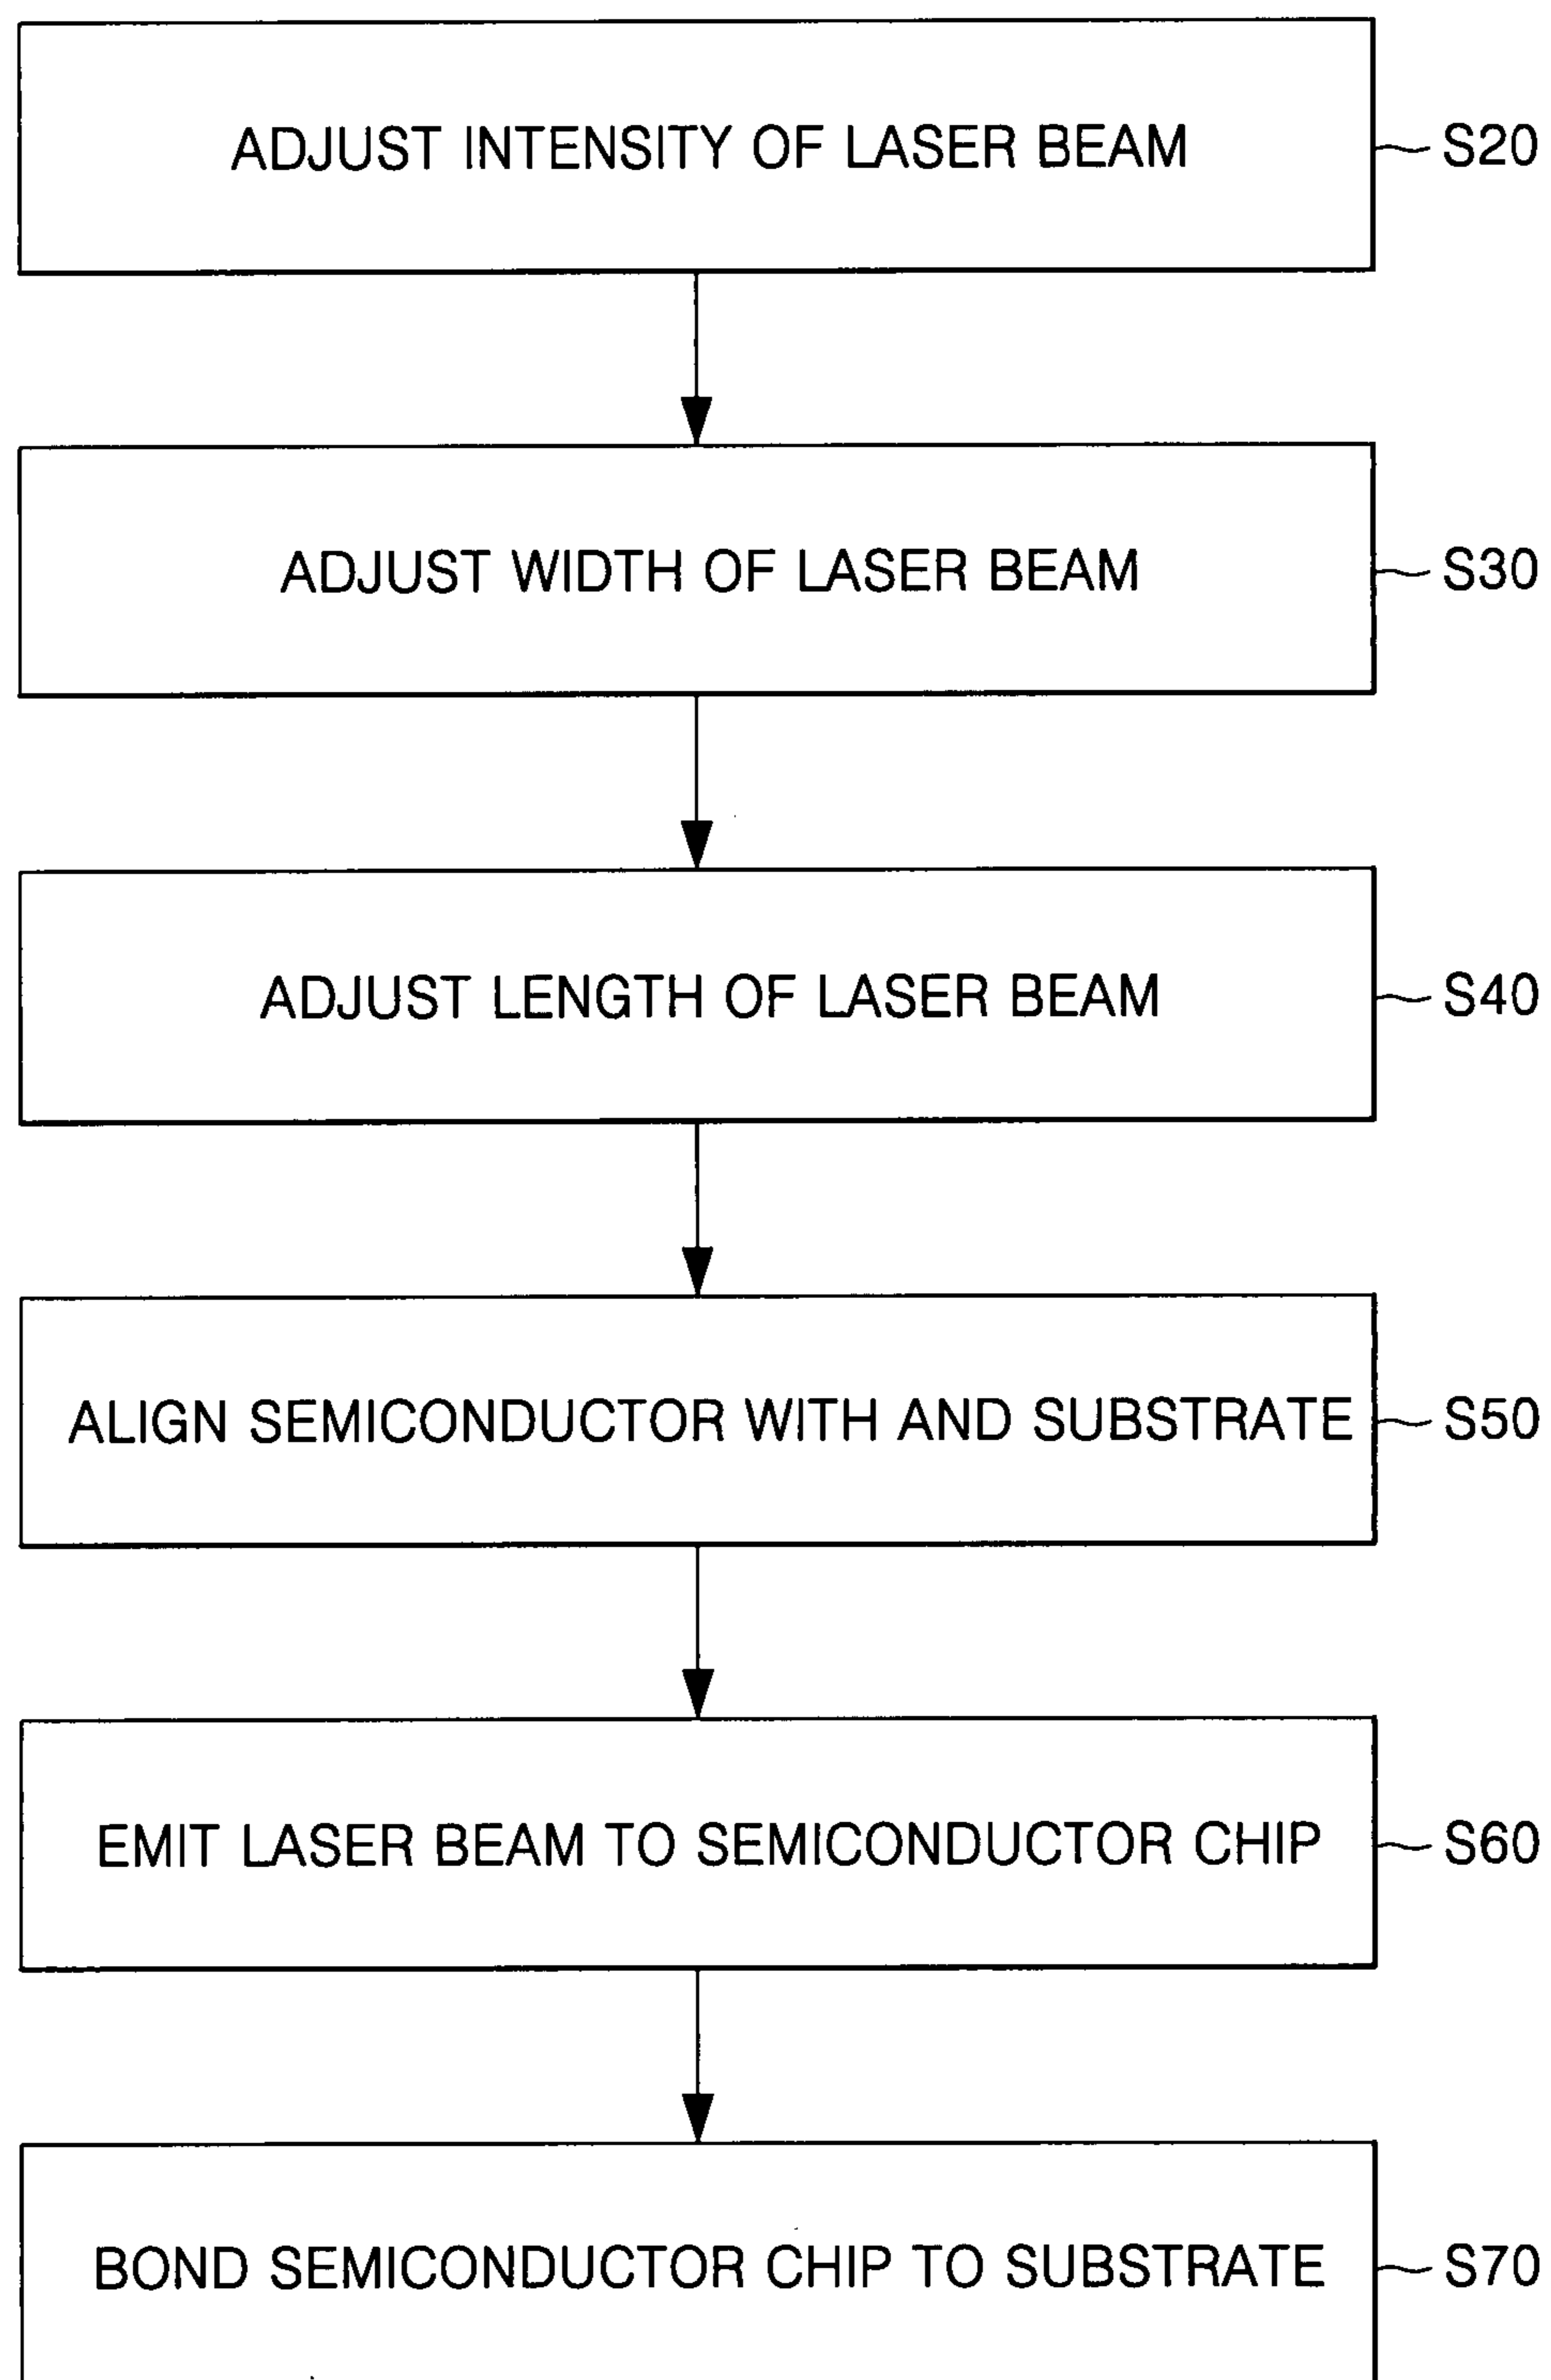 ADJUST INTENSITY OF LASER BEAM S20
ADJUST WIDTH OF LASER BEAM S30
ADJUST LENGTH OF LASER BEAM S40
ALIGN SEMICONDUCTOR WITH AND SUBSTRATE S50
EMIT LASER BEAM TO SEMICONDUCTOR CHIP S60
BOND SEMICONDUCTOR CHIP TO SUBSTRATE S70